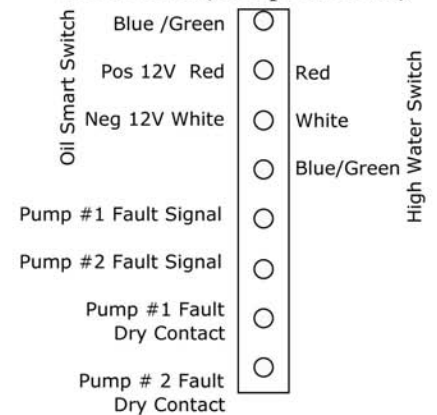 Blue /Green
Pos 12V Red
Red
Neg 12V White
White
Blue/Green
Oil Smart Switch
High Water Switch
Pump #1 Fault Signal
Pump #2 Fault Signal
Pump #1 Fault
Dry Contact
Pump # 2 Fault
Dry Contact